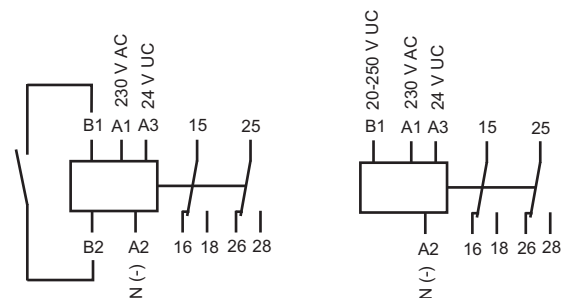 230 V AC
24 V UC
B1 A1 A3 15 25
B2 A2 16 18 26 28
N (-)
20-250 V UC
230 V AC
24 V UC
B1 A1 A3 15 25
A2 16 18 26 28
N (-)